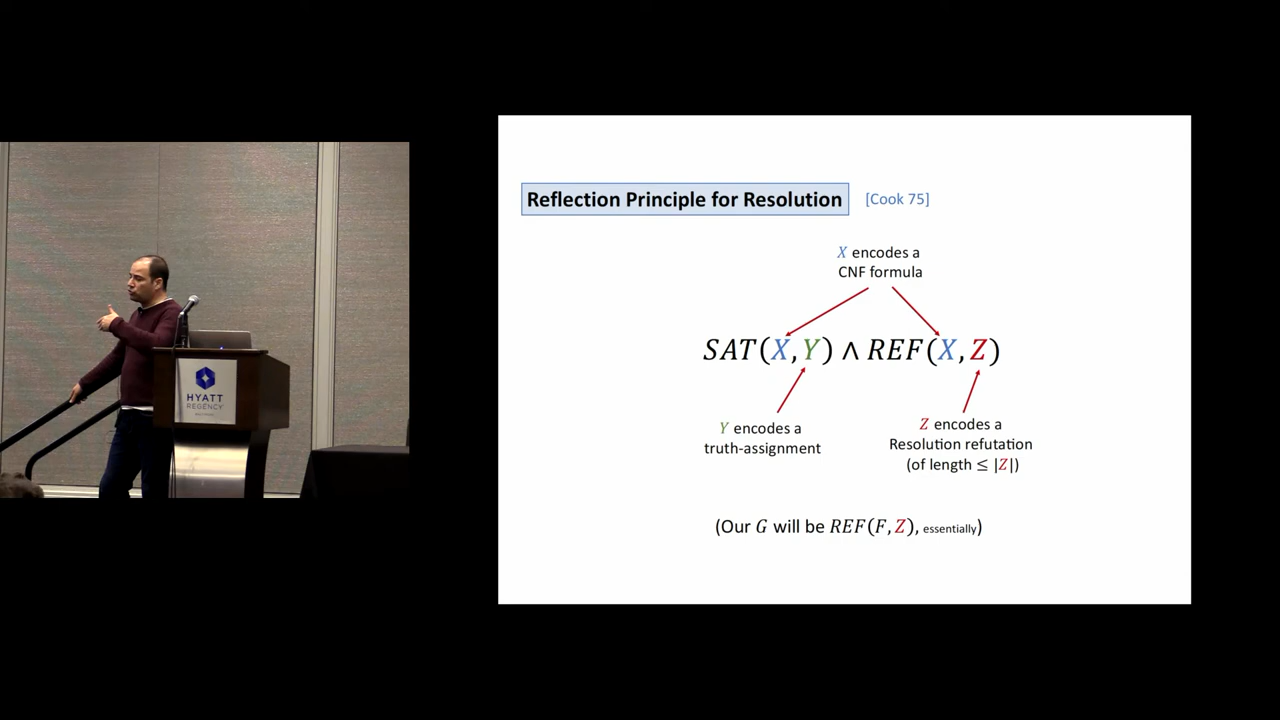 HYATT
REGENCY
Reflection Principle for Resolution [Cook 75]
X encodes a
CNF formula
SAT(X,Y) ∧ REF(X,Z)
Y encodes a
truth-assignment
Z encodes a
Resolution refutation
(of length ≤ |Z|)
(Our G will be REF(F,Z), essentially)